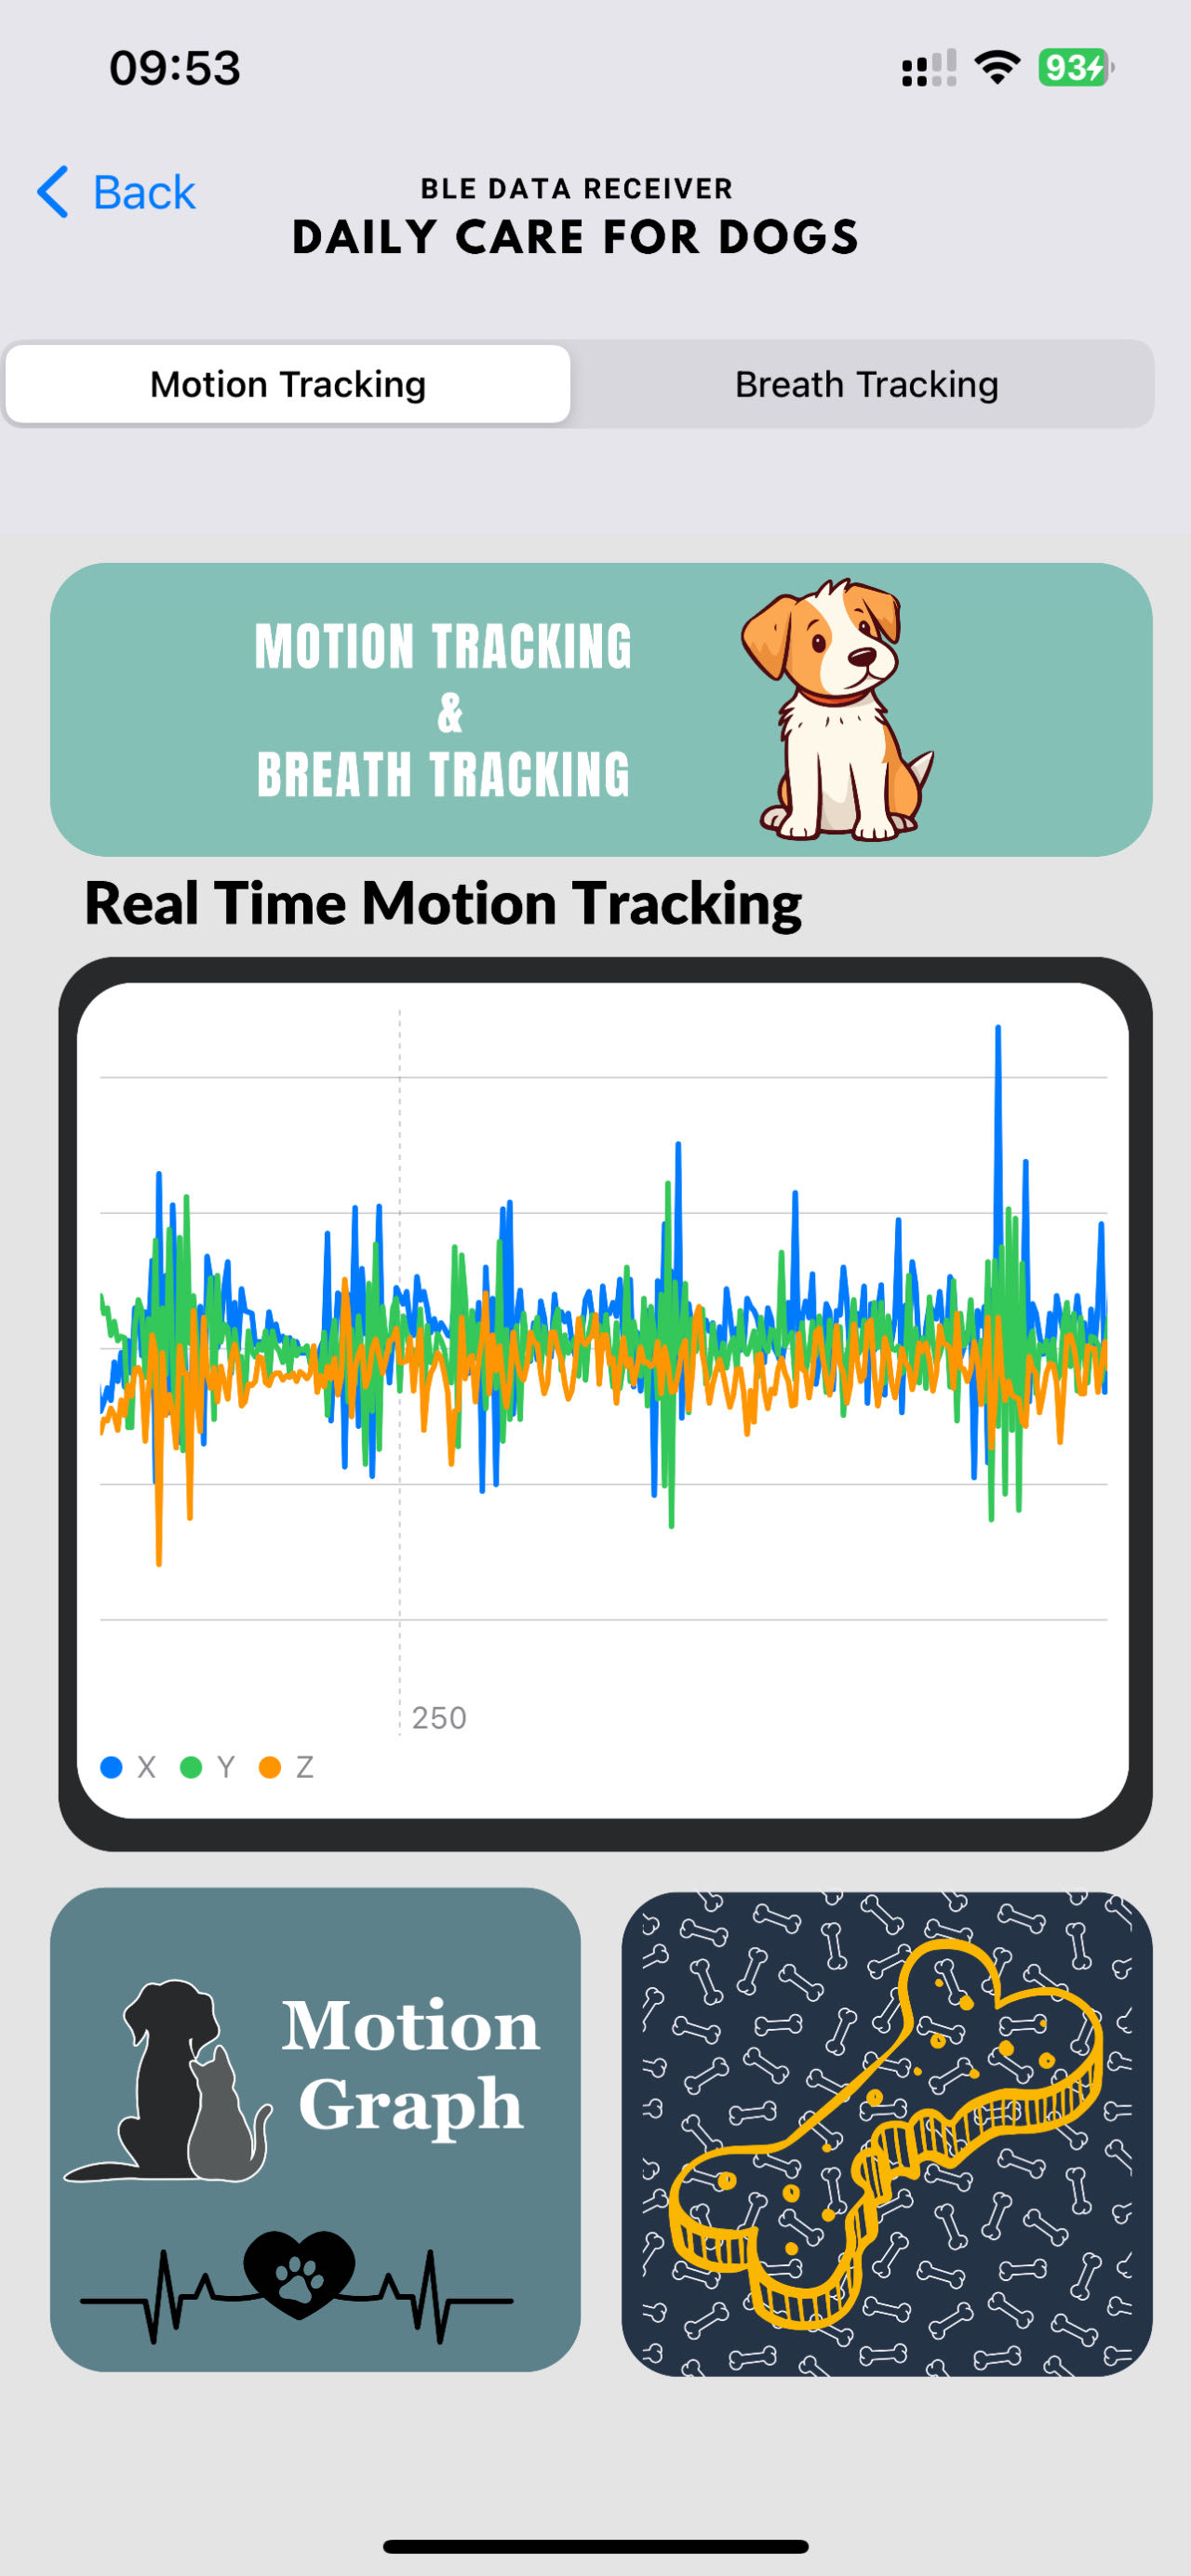 09:53
93
Back
BLE DATA RECEIVER
DAILY CARE FOR DOGS
Motion Tracking
Breath Tracking
MOTION TRACKING
&
BREATH TRACKING
Real Time Motion Tracking
250
X Y Z
Motion
Graph